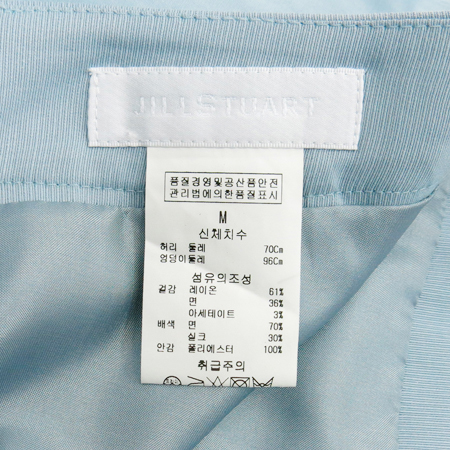 JILLSTUART
품질경영및공산품안전
관리법에의한품질표시
M
신체치수
허리 둘레 70Cm
엉덩이둘레 96Cm
섬유의조성
겉감 레이온 61%
면 36%
아세테이트 3%
배색 면 70%
실크 30%
안감 폴리에스터 100%
취급주의